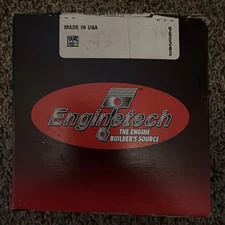 MADE IN USA
Enginetech
THE ENGINE
BUILDER'S SOURCE